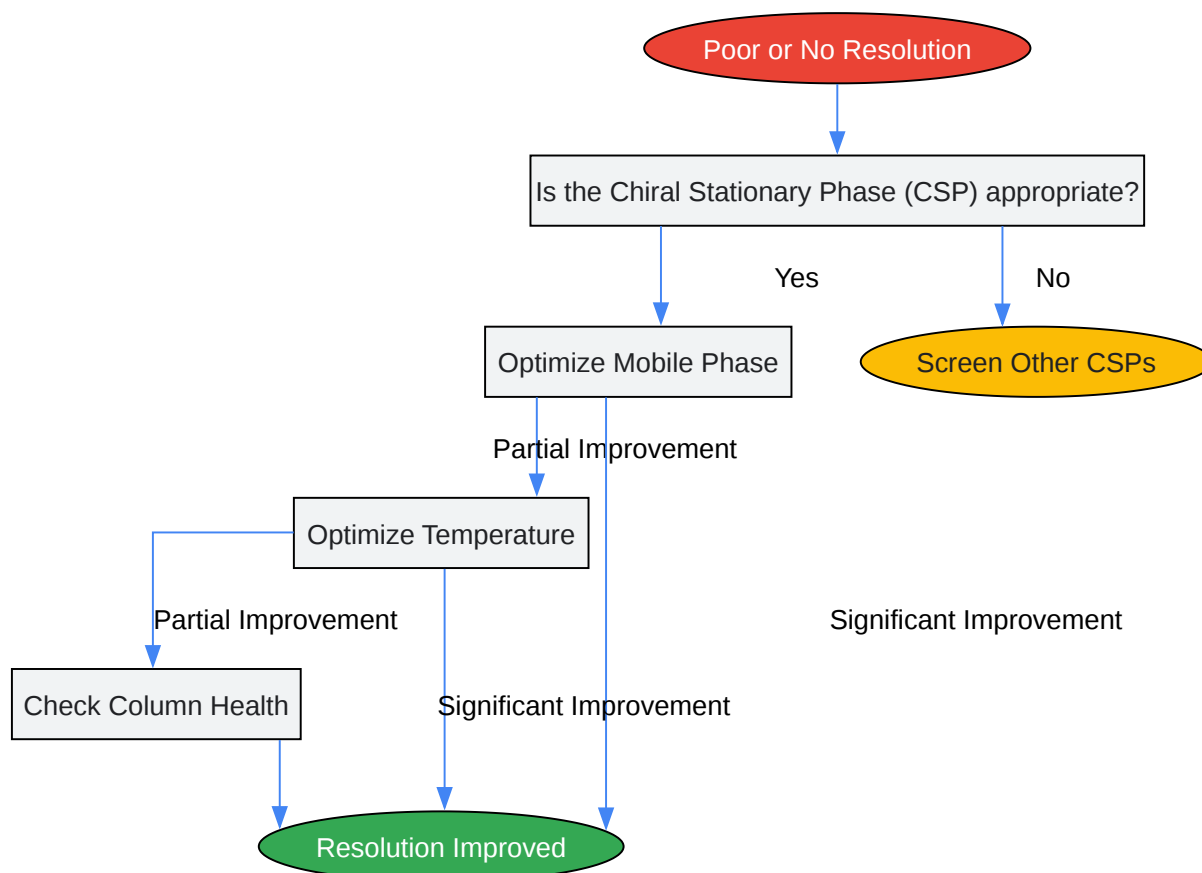 Poor or No Resolution
Is the Chiral Stationary Phase (CSP) appropriate?
Yes
No
Optimize Mobile Phase
Screen Other CSPs
Partial Improvement
Optimize Temperature
Partial Improvement
Significant Improvement
Check Column Health
Significant Improvement
Resolution Improved